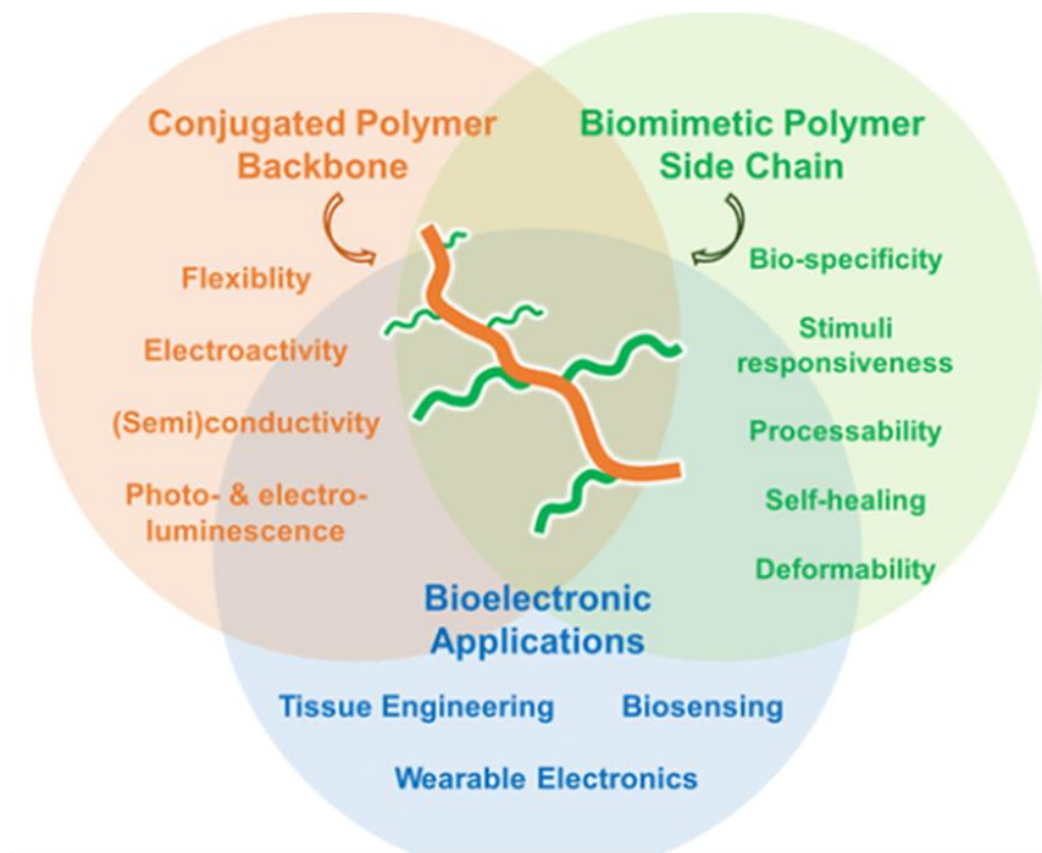 Conjugated Polymer
Backbone
Flexiblity
Electroactivity
(Semi)conductivity
Photo- & electro-
luminescence
Biomimetic Polymer
Side Chain
Bio-specificity
Stimuli
responsiveness
Processability
Self-healing
Deformability
Bioelectronic
Applications
Tissue Engineering
Biosensing
Wearable Electronics